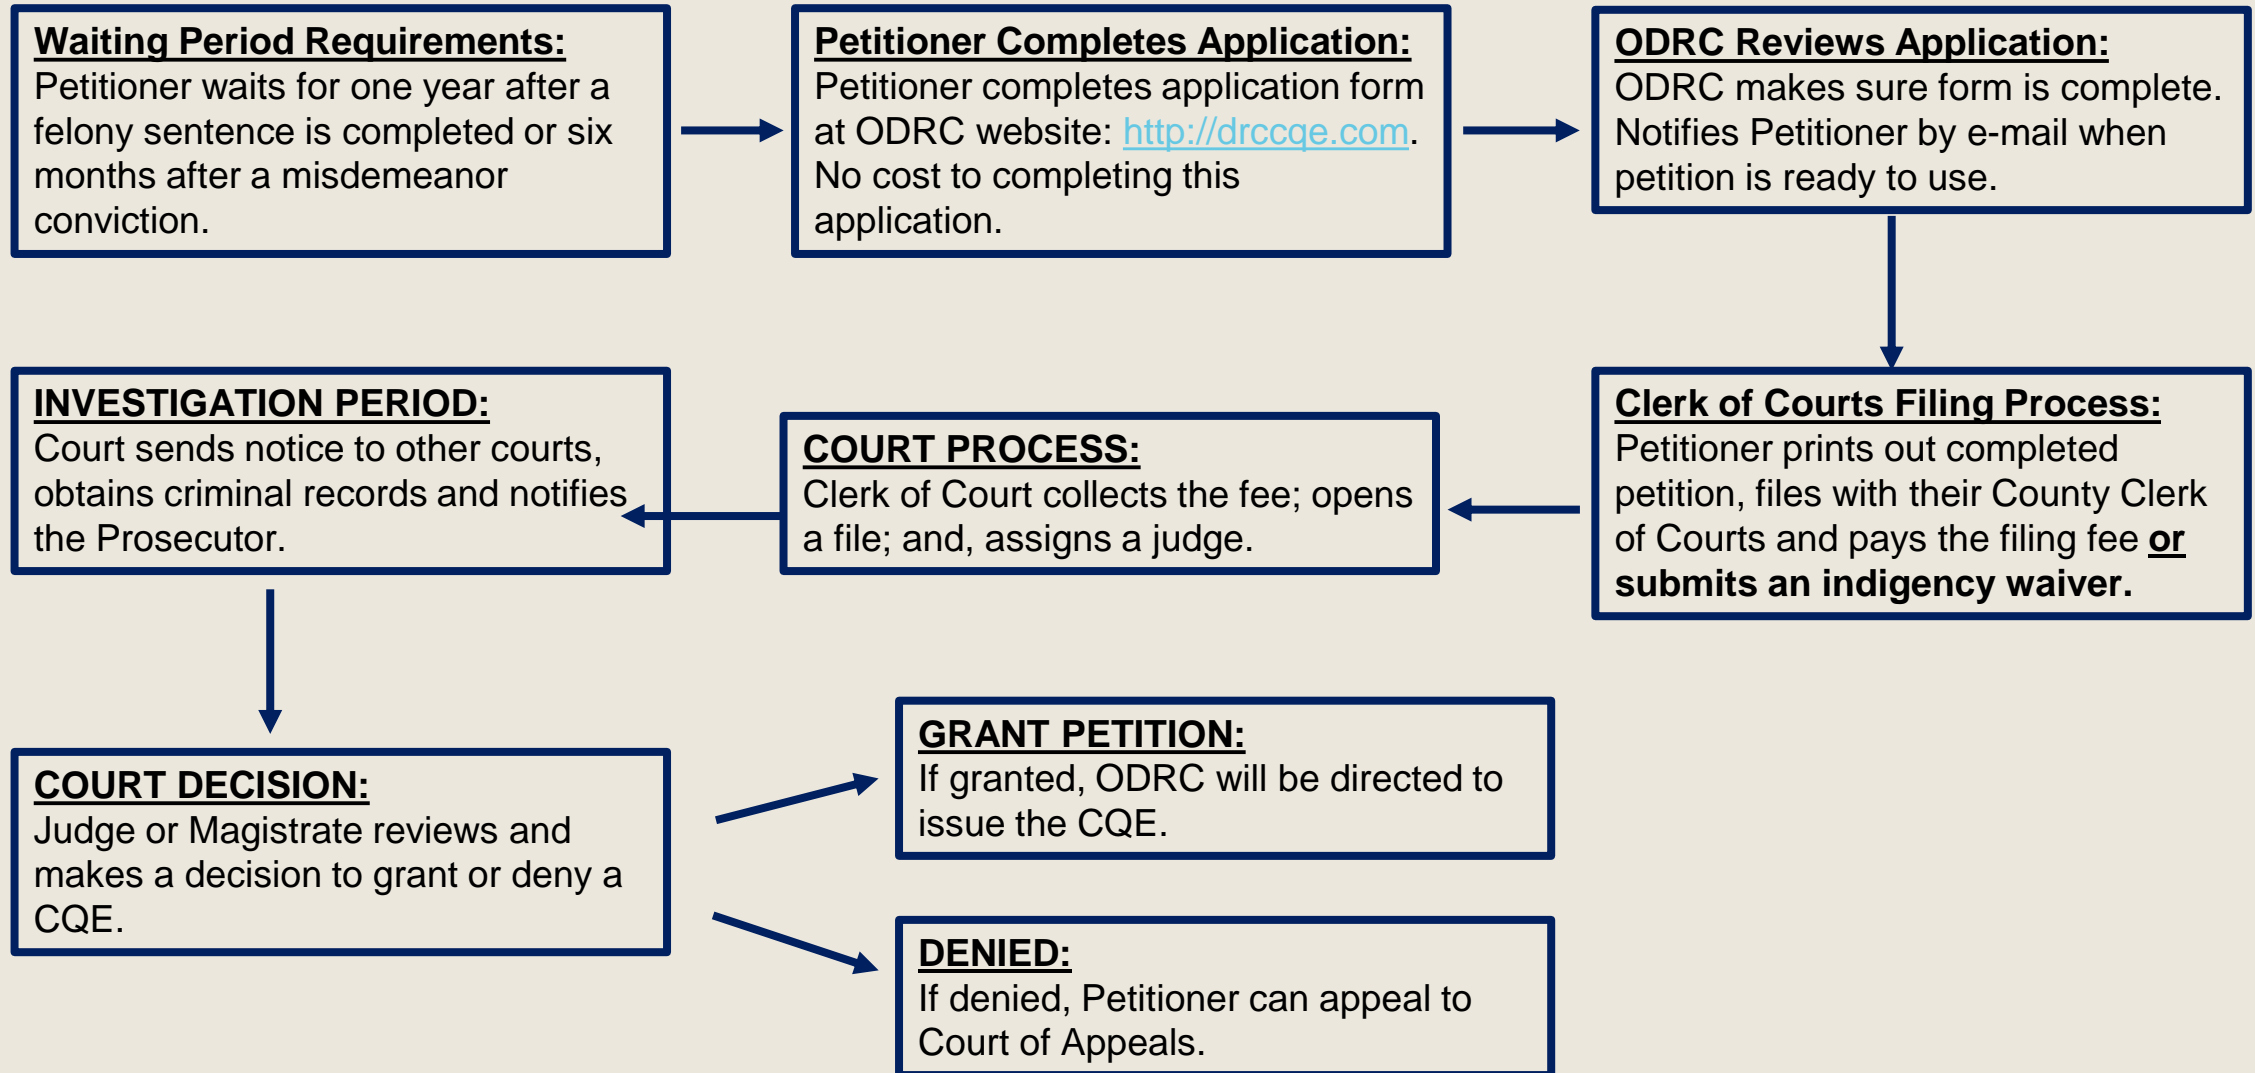 Waiting Period Requirements:
Petitioner waits for one year after a
felony sentence is completed or six
months after a misdemeanor
conviction.
Petitioner Completes Application:
Petitioner completes application form
at ODRC website: http://drccqe.com.
No cost to completing this
application.
ODRC Reviews Application:
ODRC makes sure form is complete.
Notifies Petitioner by e-mail when
petition is ready to use.
Clerk of Courts Filing Process:
Petitioner prints out completed
petition, files with their County Clerk
of Courts and pays the filing fee or
submits an indigency waiver.
COURT PROCESS:
Clerk of Court collects the fee; opens
a file; and, assigns a judge.
INVESTIGATION PERIOD:
Court sends notice to other courts,
obtains criminal records and notifies
the Prosecutor.
COURT DECISION:
Judge or Magistrate reviews and
makes a decision to grant or deny a
CQE.
GRANT PETITION:
If granted, ODRC will be directed to
issue the CQE.
DENIED:
If denied, Petitioner can appeal to
Court of Appeals.